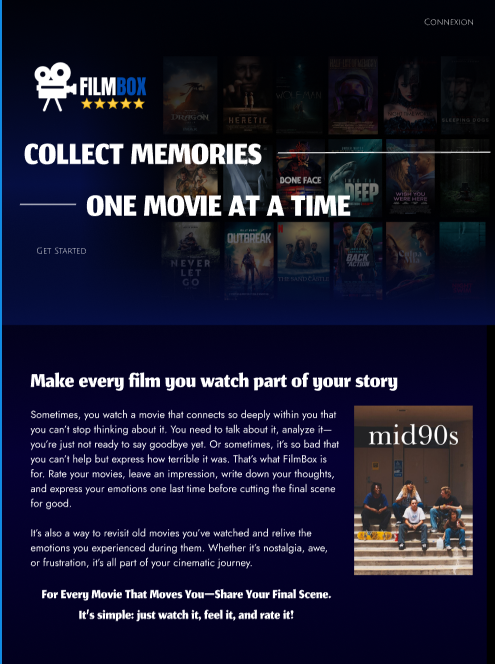 Connexion
FILMBOX
DRAGON
HERETIC
WOLF MAN
SLEEPING DOGS
COLLECT MEMORIES
BONE FACE
INTO THE DEEP
WISH YOU WERE HERE
ONE MOVIE AT A TIME
Get Started
NEVER LET GO
OUTBREAK
BACK IN ACTION
Make every film you watch part of your story
Sometimes, you watch a movie that connects so deeply within you that
you can't stop thinking about it. You need to talk about it, analyze it—
you're just not ready to say goodbye yet. Or sometimes, it's so bad that
you can't help but express how terrible it was. That's what FilmBox is
for. Rate your movies, leave an impression, write down your thoughts,
and express your emotions one last time before cutting the final scene
for good.
mid90s
It's also a way to revisit old movies you've watched and relive the
emotions you experienced during them. Whether it's nostalgia, awe,
or frustration, it's all part of your cinematic journey.
For Every Movie That Moves You—Share Your Final Scene.
It's simple: just watch it, feel it, and rate it!